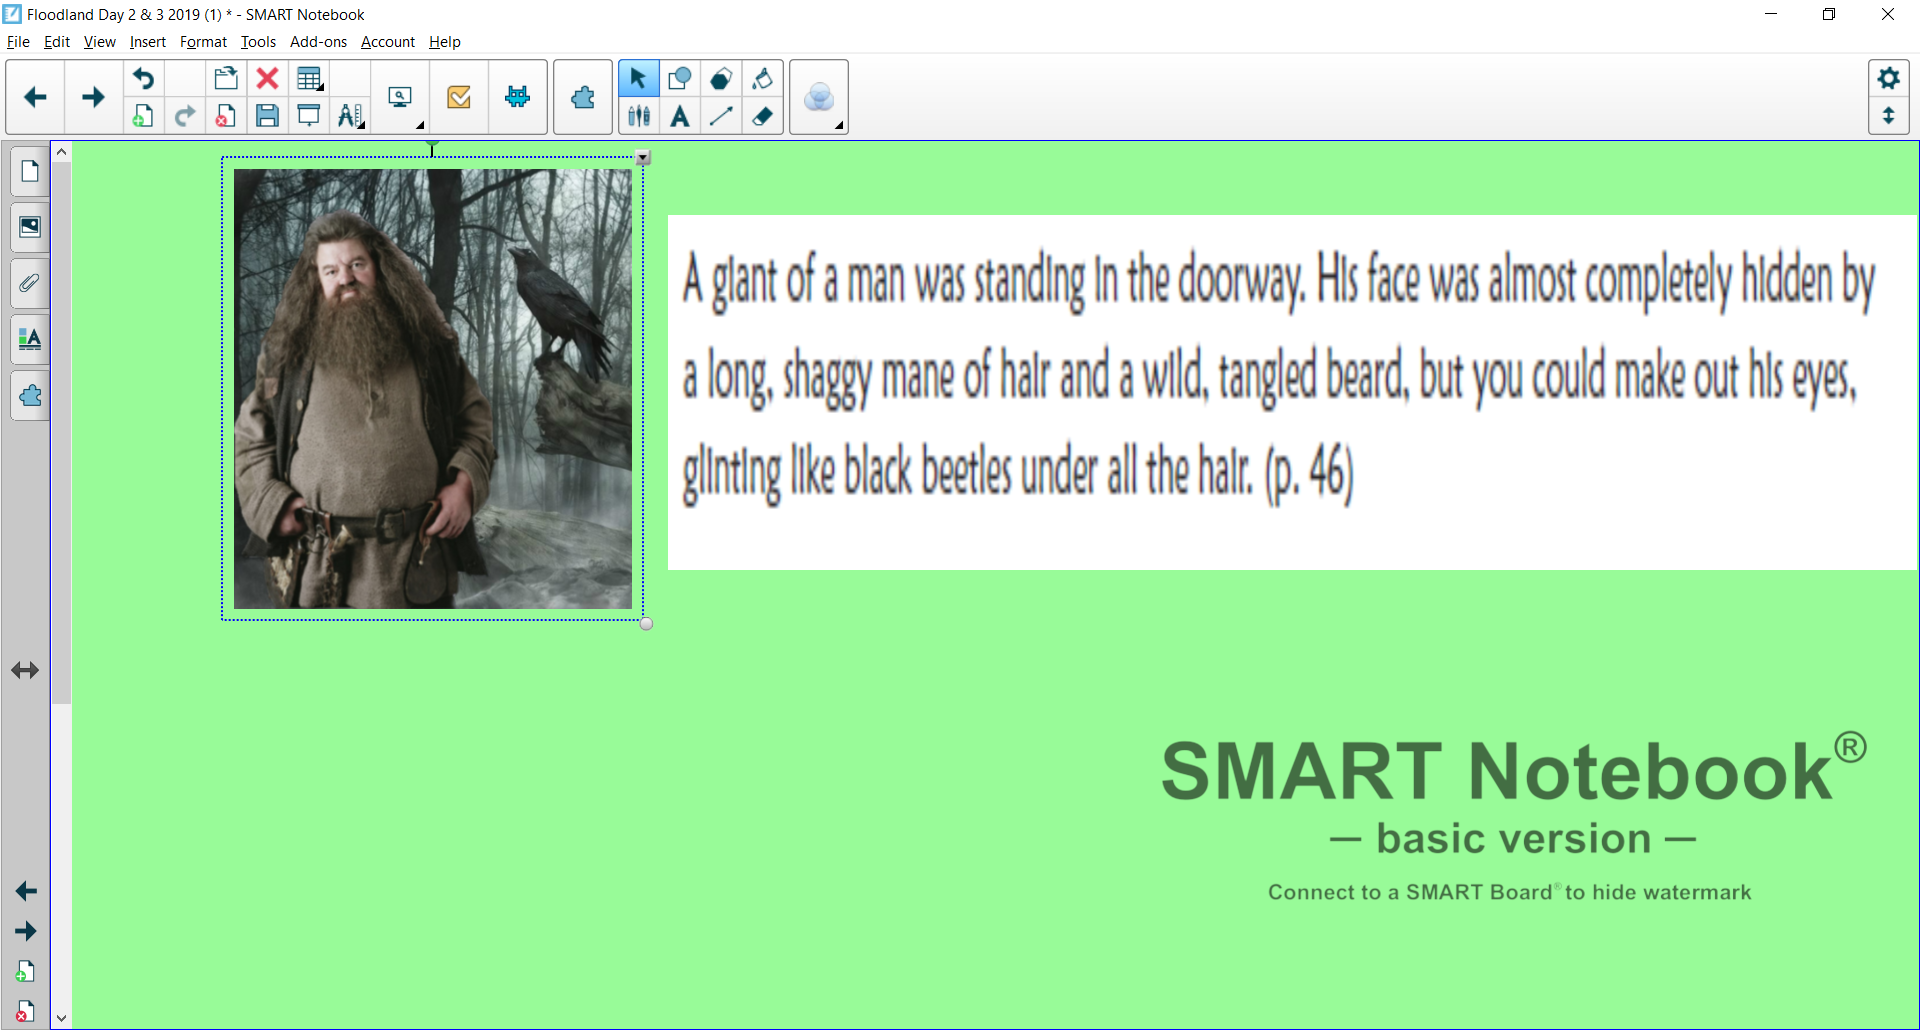 Floodland Day 2 & 3 2019 (1) * - SMART Notebook
File Edit View Insert Format Tools Add-ons Account Help
A giant of a man was standing in the doorway. His face was almost completely hidden by
a long, shaggy mane of hair and a wild, tangled beard, but you could make out his eyes,
glinting like black beetles under all the hair. (p. 46)
SMART Notebook®
— basic version —
Connect to a SMART Board® to hide watermark